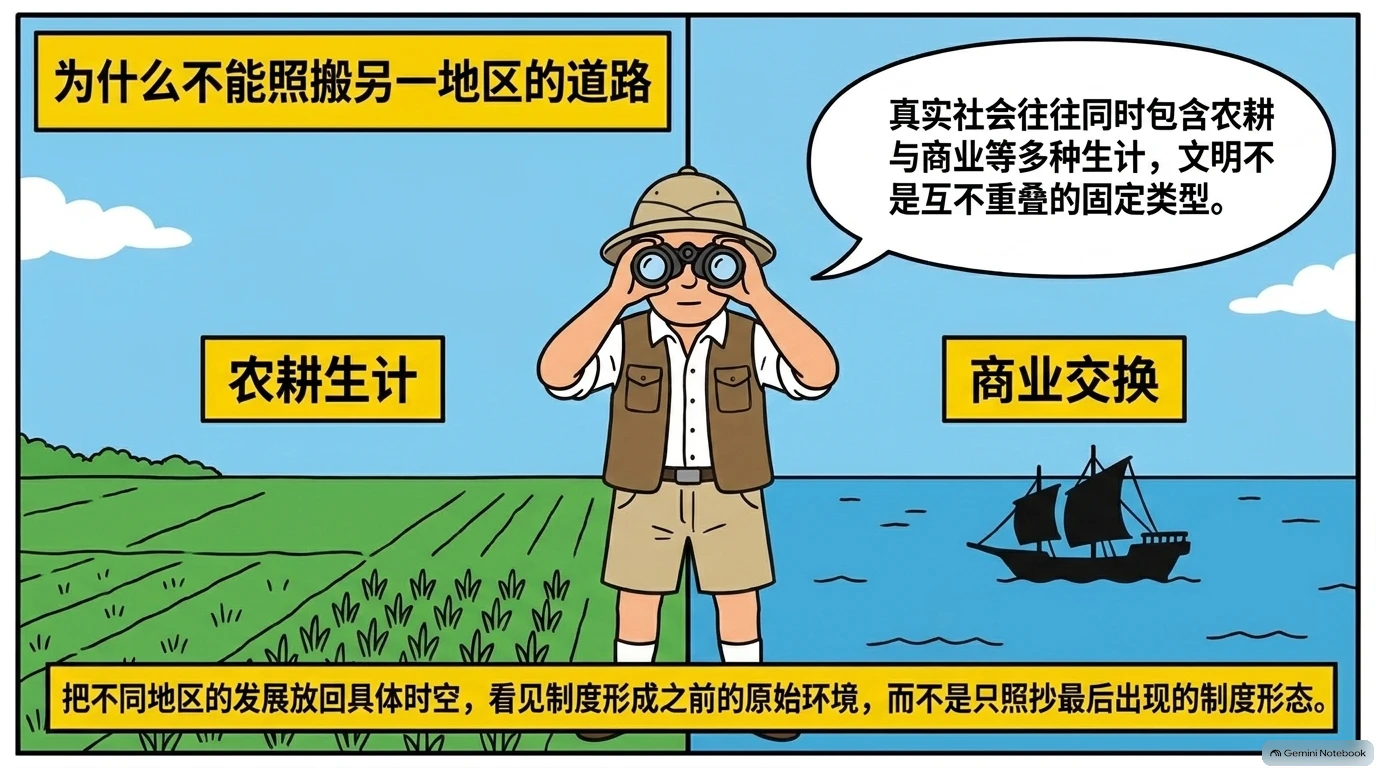 为什么不能照搬另一地区的道路
真实社会往往同时包含农耕
与商业等多种生计，文明不
是互不重叠的固定类型。
农耕生计
商业交换
把不同地区的发展放回具体时空，看见制度形成之前的原始环境，而不是只照抄最后出现的制度形态。
Gemini Notebook